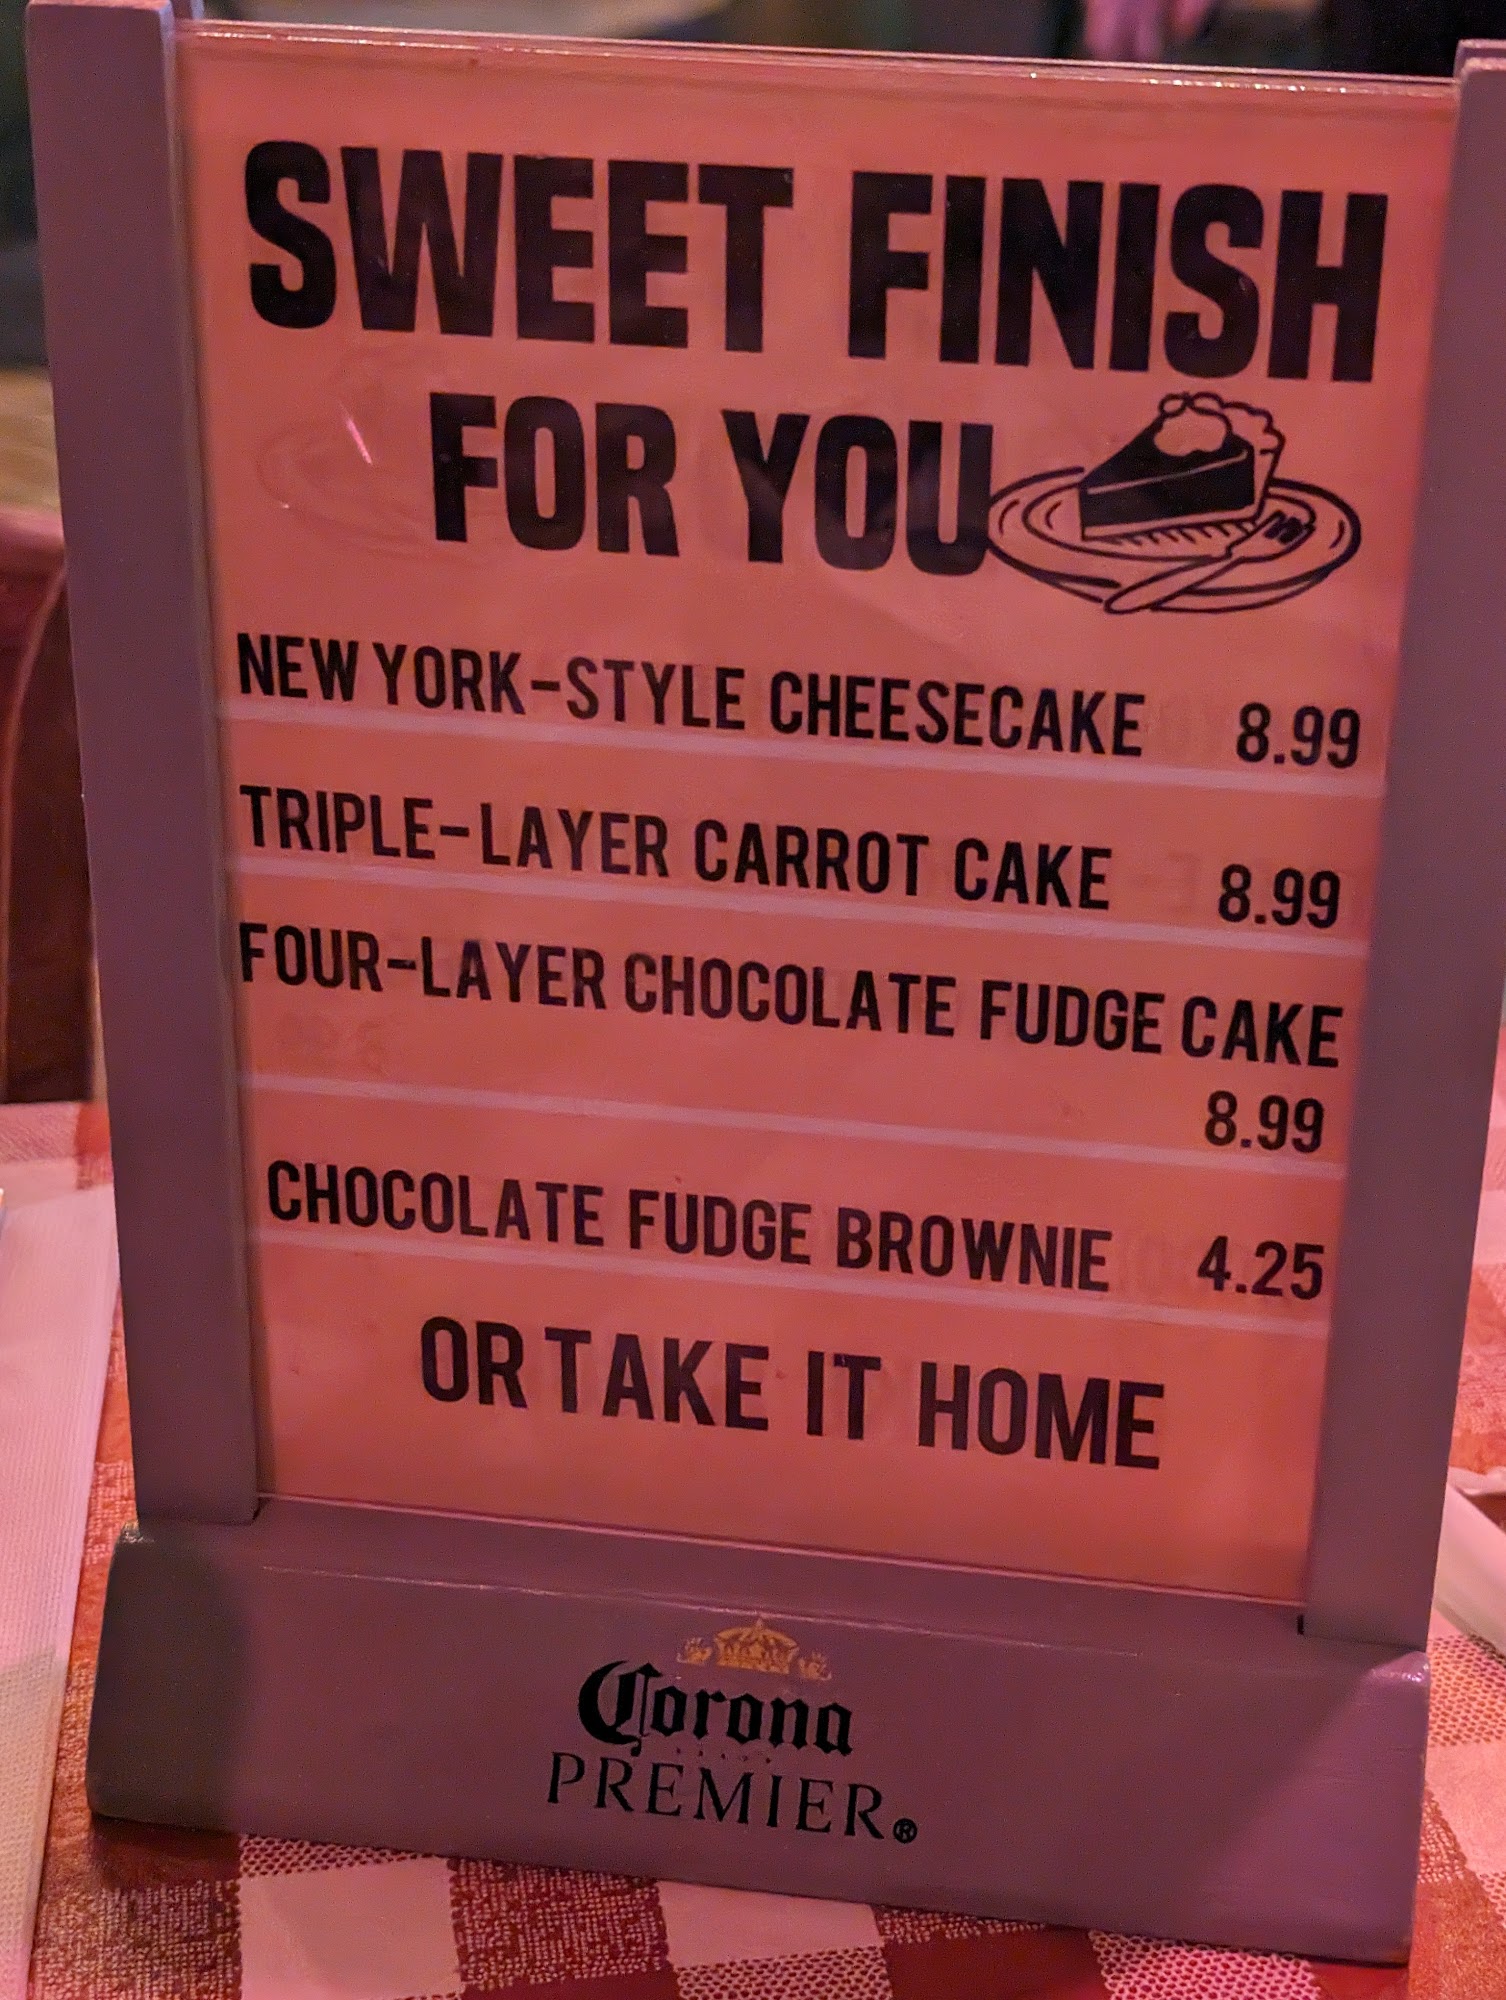 SWEET FINISH
FOR YOU
NEW YORK-STYLE CHEESECAKE 8.99
TRIPLE-LAYER CARROT CAKE 8.99
FOUR-LAYER CHOCOLATE FUDGE CAKE
8.99
CHOCOLATE FUDGE BROWNIE 4.25
OR TAKE IT HOME
Corona
PREMIER®